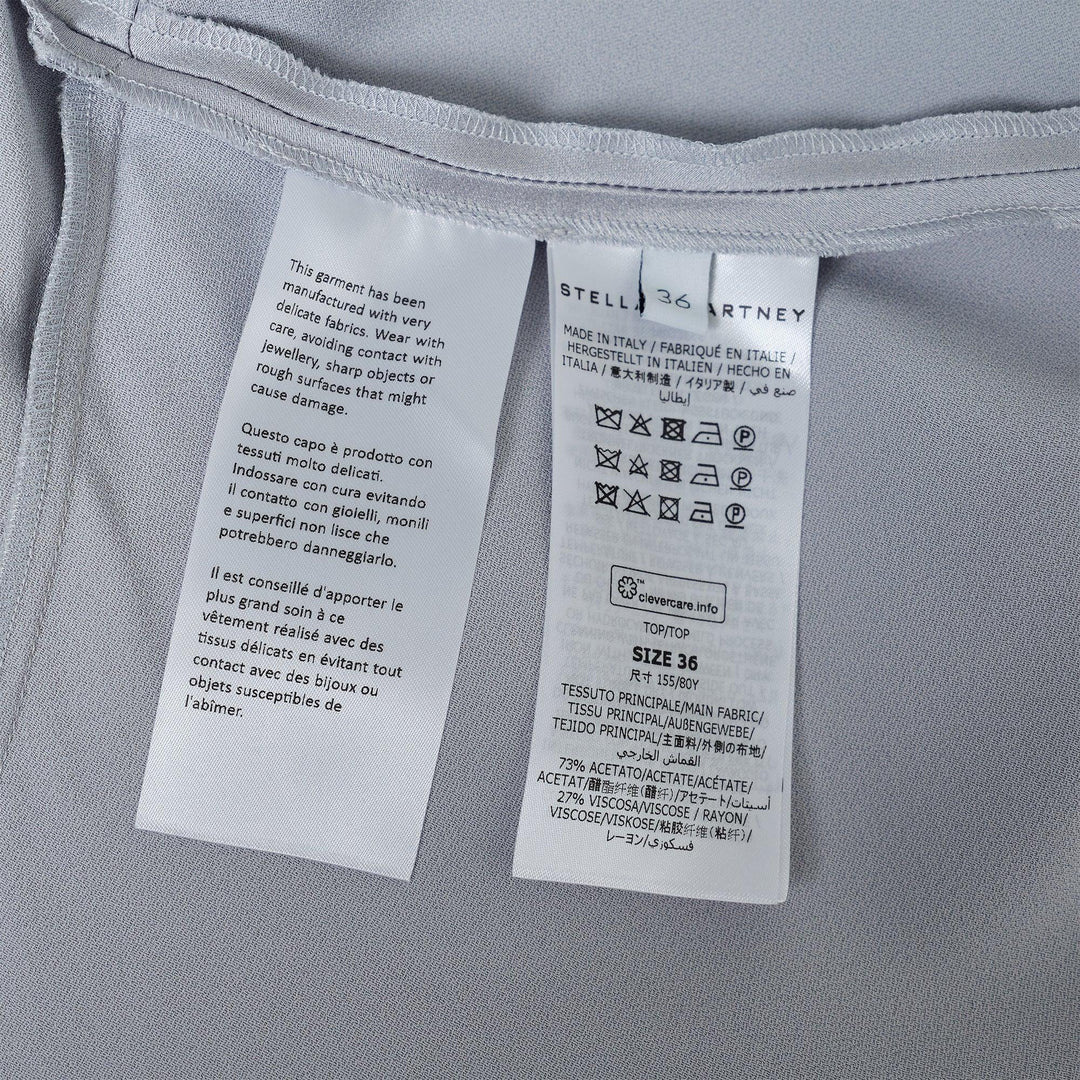 This garment has been
manufactured with very
delicate fabrics. Wear with
care, avoiding contact with
jewellery, sharp objects or
rough surfaces that might
cause damage.
Questo capo è prodotto con
tessuti molto delicati.
Indossare con cura evitando
il contatto con gioielli, monili
e superfici non lisce che
potrebbero danneggiarlo.
Il est conseillé d'apporter le
plus grand soin à ce
vêtement réalisé avec des
tissus délicats en évitant tout
contact avec des bijoux ou
objets susceptibles de
l'abîmer.
36
MADE IN ITALY / FABRIQUÉ EN ITALIE /
HERGESTELLT IN ITALIEN / HECHO EN
ITALIA / 意大利制造 / イタリア製 / صنع في
إيطاليا
P
P
P
clevercare.info™
TOP/TOP
SIZE 36
尺寸 155/80Y
TESSUTO PRINCIPALE/MAIN FABRIC/
TISSU PRINCIPAL/AUßENGEWEBE/
TEJIDO PRINCIPAL/主面料/外側の布地/
القماش الخارجي
73% ACETATO/ACETATE/ACÉTATE/
ACETAT/醋酯纤维(醋纤)/アセテート/أسيتات
27% VISCOSA/VISCOSE / RAYON/
VISCOSE/VISKOSE/粘胶纤维(粘纤)/
レーヨン/فسكوزي